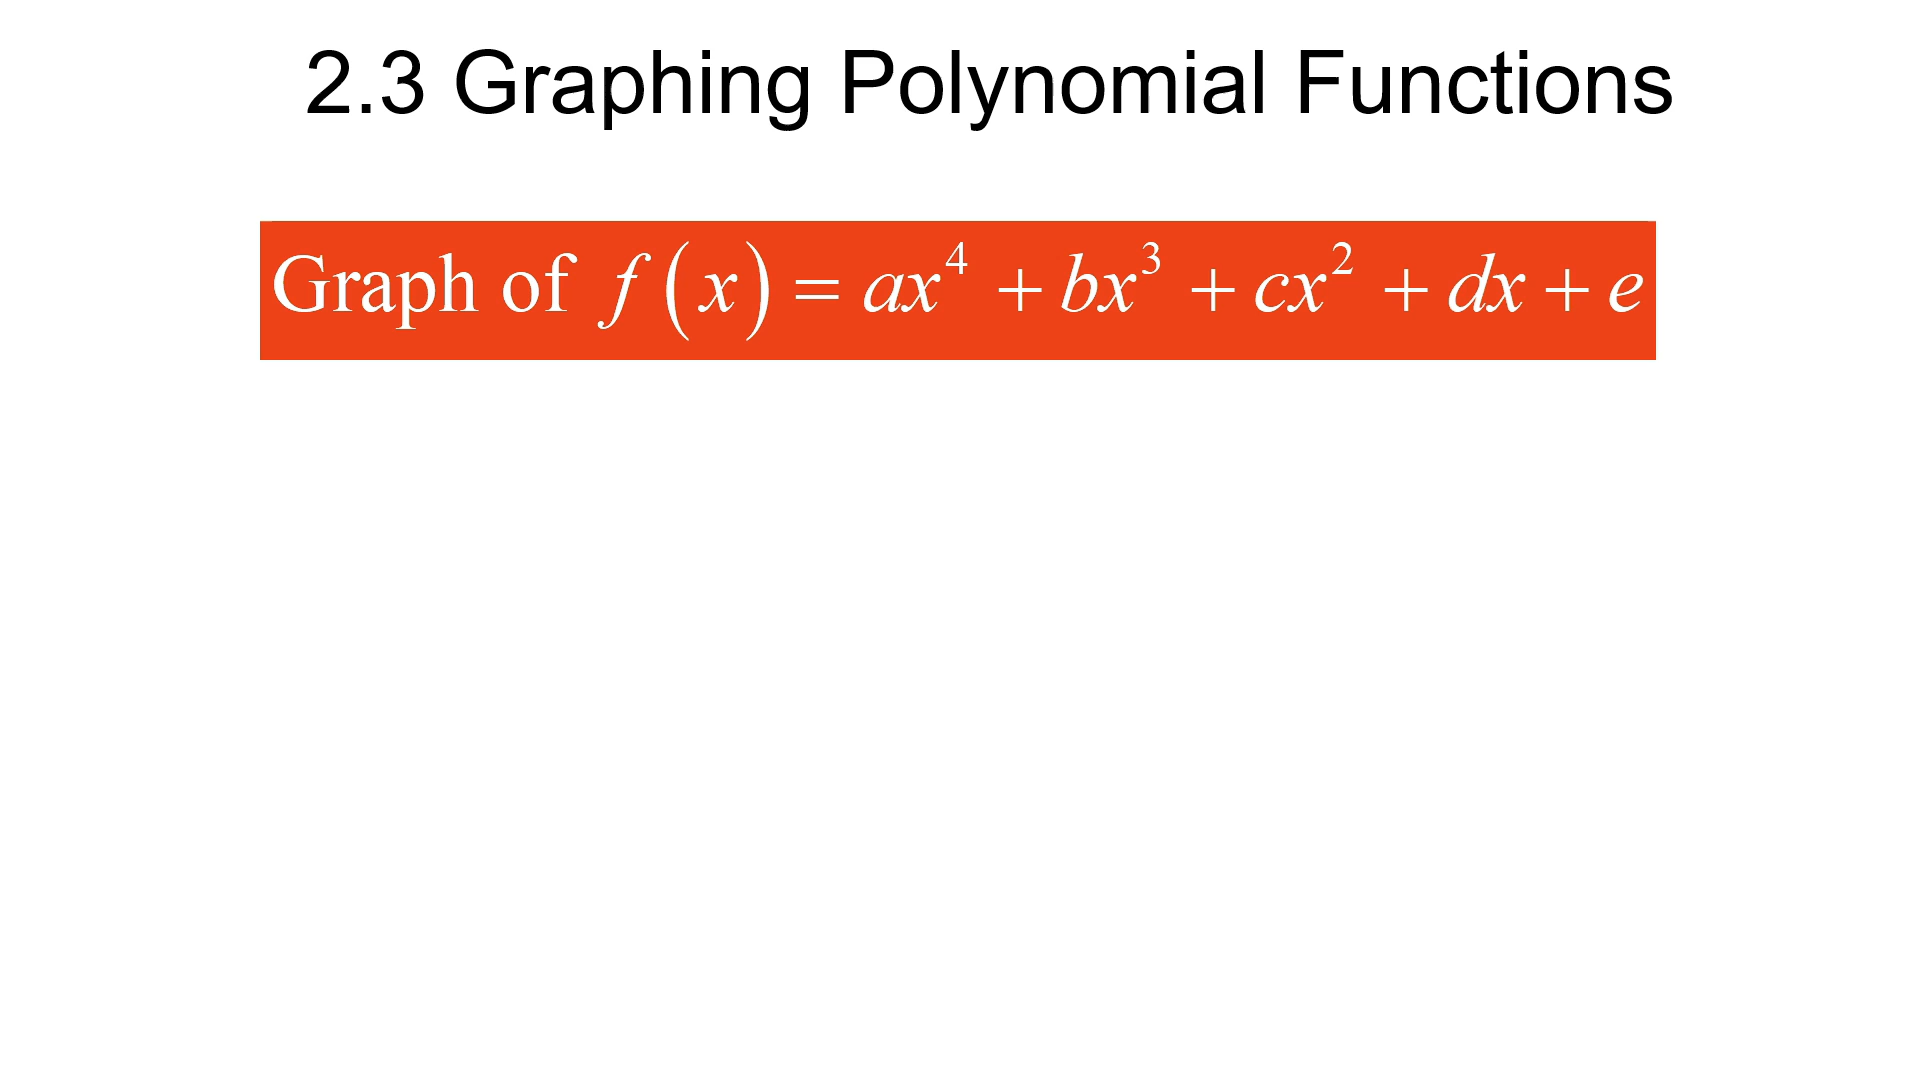 2.3 Graphing Polynomial Functions
Graph of f(x) = ax⁴ + bx³ + cx² + dx + e